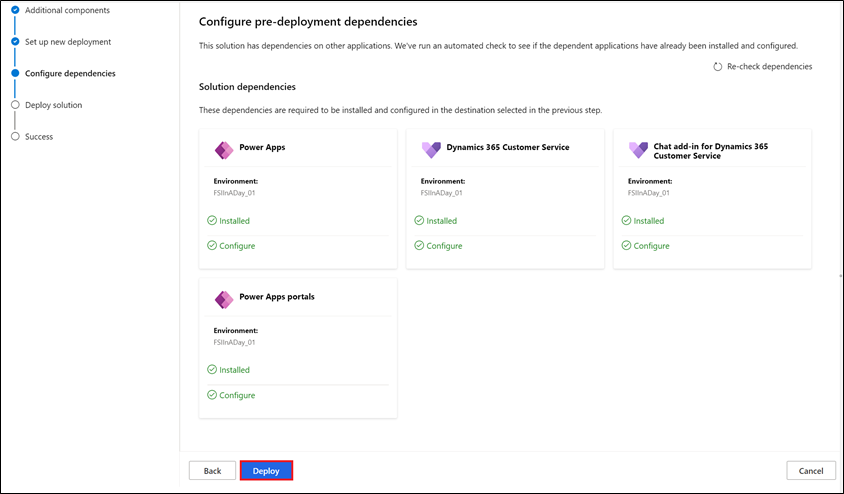 Additional components
Set up new deployment
Configure dependencies
Deploy solution
Success
Configure pre-deployment dependencies
This solution has dependencies on other applications. We've run an automated check to see if the dependent applications have already been installed and configured.
Re-check dependencies
Solution dependencies
These dependencies are required to be installed and configured in the destination selected in the previous step.
Power Apps
Environment:
FSIInADay_01
Installed
Configure
Dynamics 365 Customer Service
Environment:
FSIInADay_01
Installed
Configure
Chat add-in for Dynamics 365
Customer Service
Environment:
FSIInADay_01
Installed
Configure
Power Apps portals
Environment:
FSIInADay_01
Installed
Configure
Back
Deploy
Cancel